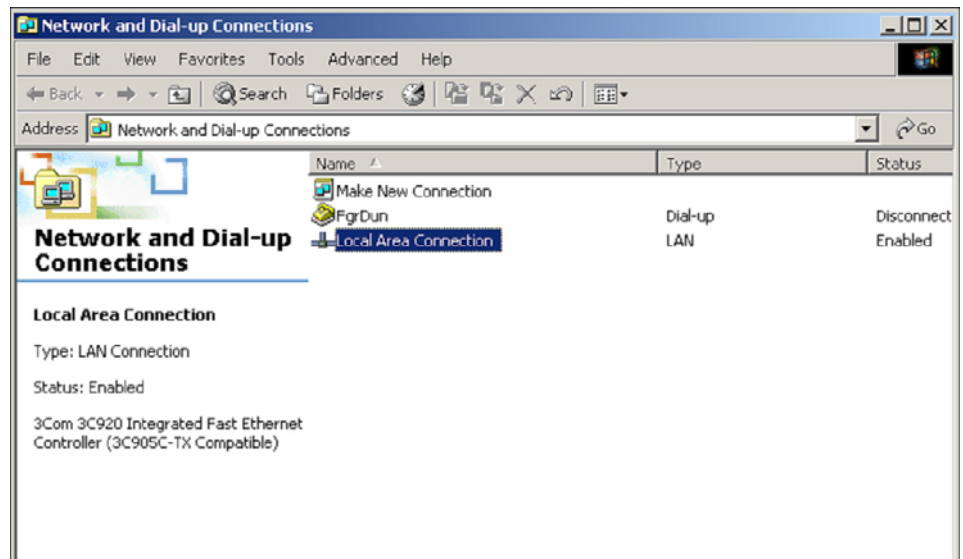 Network and Dial-up Connections
File Edit View Favorites Tools Advanced Help
Back Search Folders
Address Network and Dial-up Connections Go
Name Type Status
Make New Connection
FgrDun Dial-up Disconnect
Local Area Connection LAN Enabled
Network and Dial-up
Connections
Local Area Connection
Type: LAN Connection
Status: Enabled
3Com 3C920 Integrated Fast Ethernet
Controller (3C905C-TX Compatible)